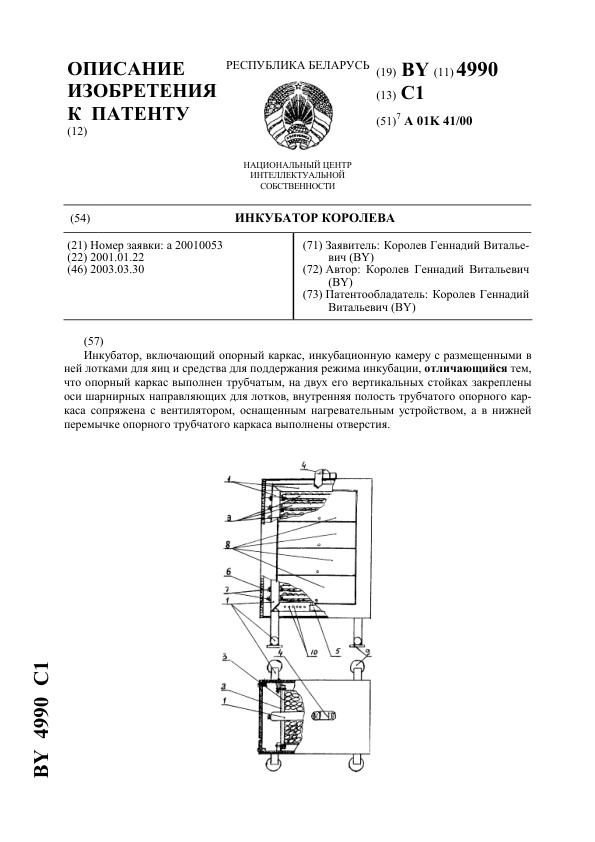 ОПИСАНИЕ
ИЗОБРЕТЕНИЯ
К ПАТЕНТУ
(12)
РЕСПУБЛИКА БЕЛАРУСЬ
НАЦИОНАЛЬНЫЙ ЦЕНТР
ИНТЕЛЛЕКТУАЛЬНОЙ
СОБСТВЕННОСТИ
(19) BY (11) 4990
(13) C1
(51)7 A 01K 41/00
(54) ИНКУБАТОР КОРОЛЕВА
(21) Номер заявки: a 20010053
(22) 2001.01.22
(46) 2003.03.30
(71) Заявитель: Королев Геннадий Виталье-
вич (BY)
(72) Автор: Королев Геннадий Витальевич
(BY)
(73) Патентообладатель: Королев Геннадий
Витальевич (BY)
(57)
Инкубатор, включающий опорный каркас, инкубационную камеру с размещенными в
ней лотками для яиц и средства для поддержания режима инкубации, отличающийся тем,
что опорный каркас выполнен трубчатым, на двух его вертикальных стойках закреплены
оси шарнирных направляющих для лотков, внутренняя полость трубчатого опорного кар-
каса сопряжена с вентилятором, оснащенным нагревательным устройством, а в нижней
перемычке опорного трубчатого каркаса выполнены отверстия.
4
1
8
6
7
1
3
4
10
5
9
1
BY 4990 C1